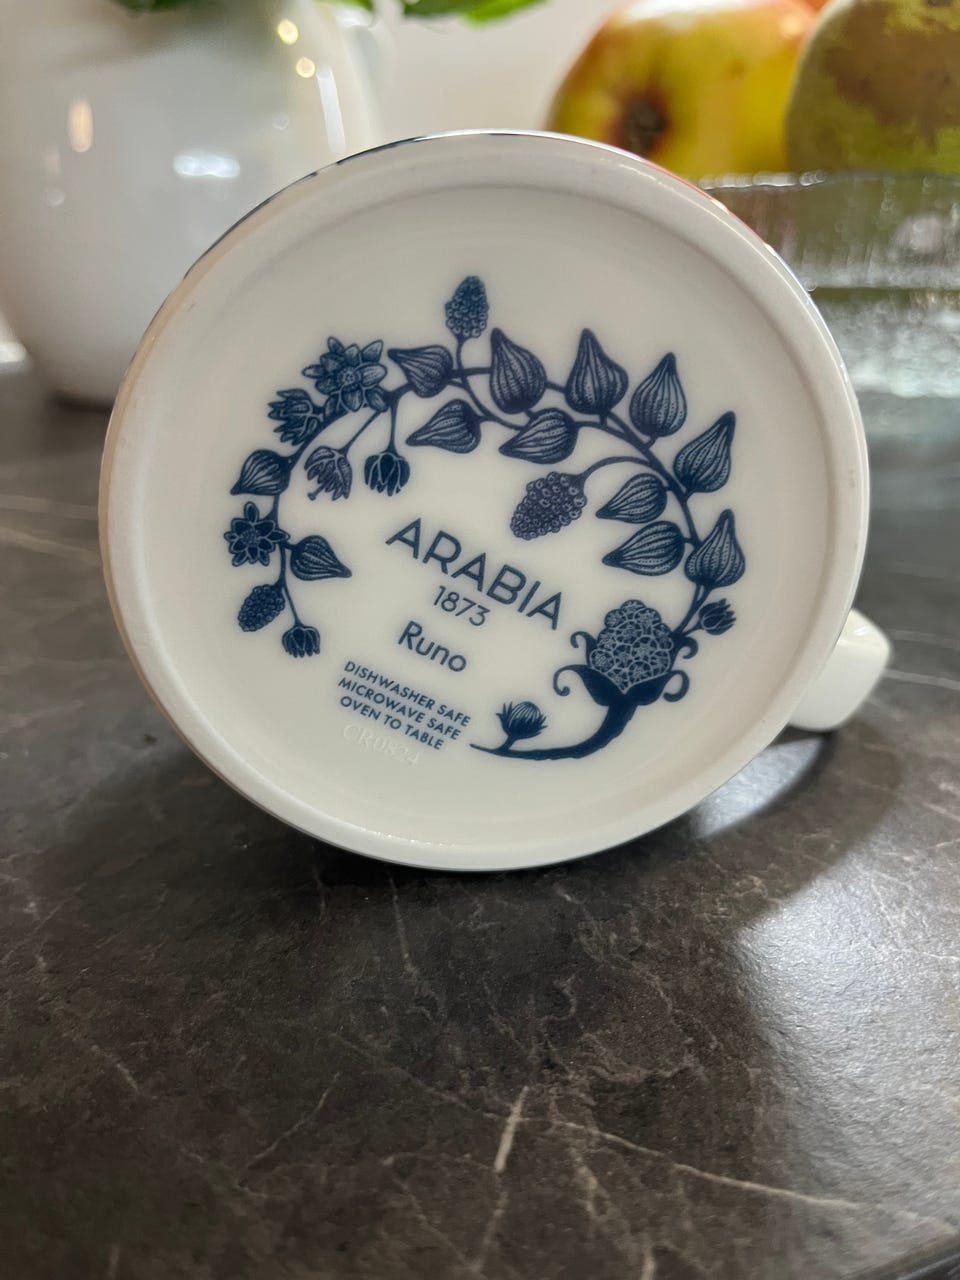 ARABIA
1873
Runo
DISHWASHER SAFE
MICROWAVE SAFE
OVEN TO TABLE
CR0824